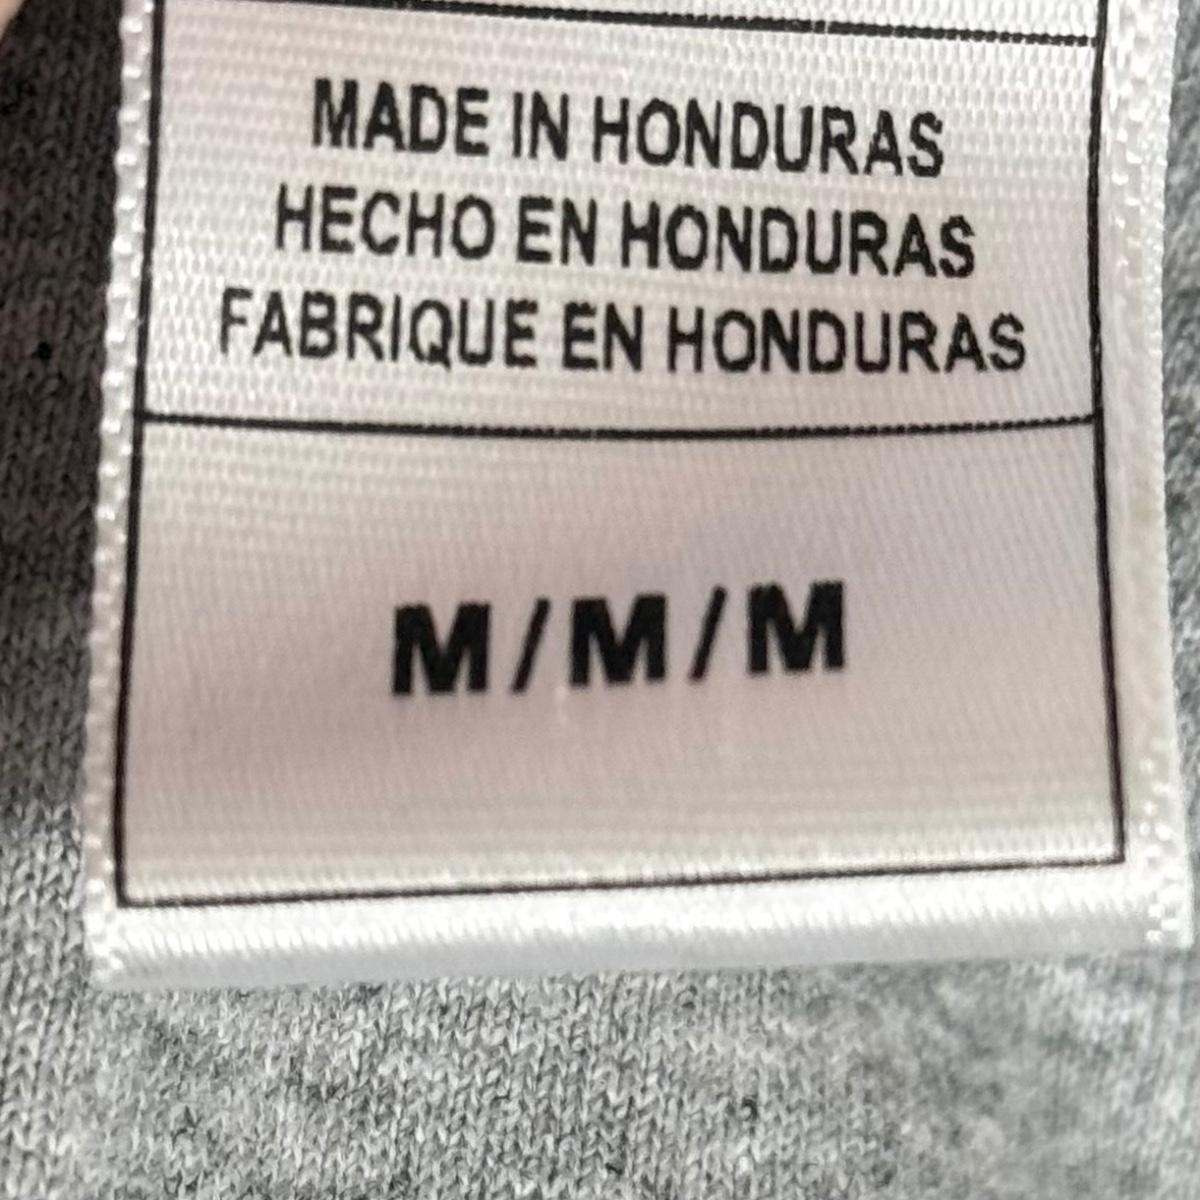 MADE IN HONDURAS
HECHO EN HONDURAS
FABRIQUE EN HONDURAS
M/M/M